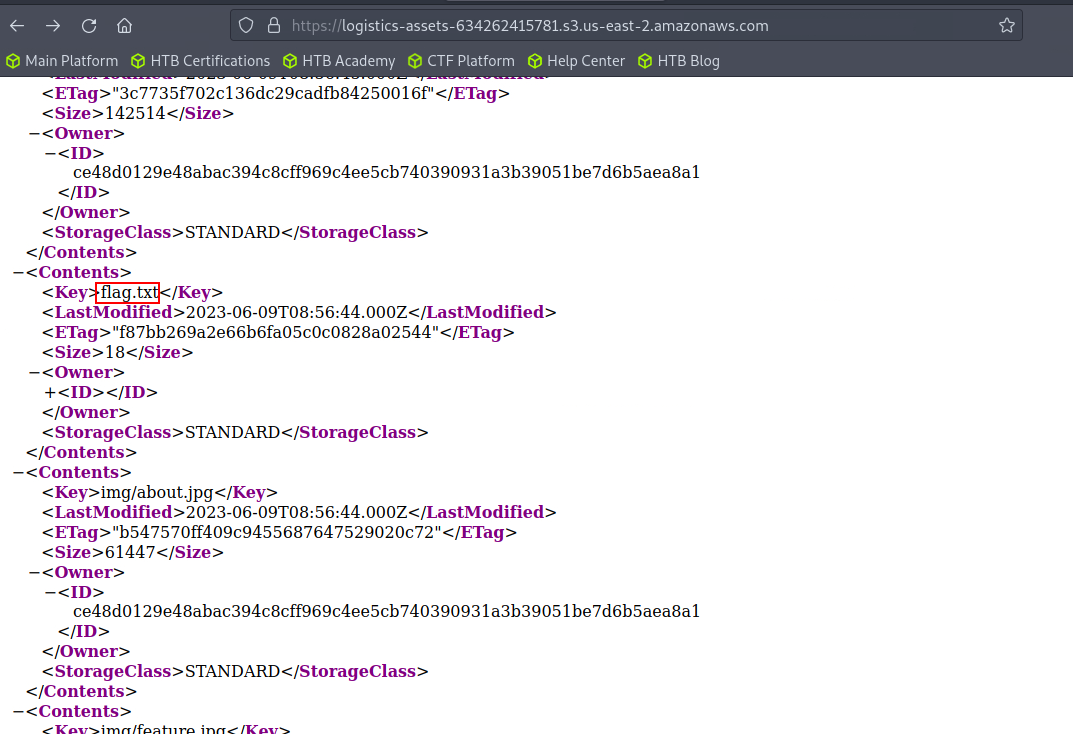 https://logistics-assets-634262415781.s3.us-east-2.amazonaws.com
Main Platform HTB Certifications HTB Academy CTF Platform Help Center HTB Blog
<ETag>"3c7735f702c136dc29cadfb84250016f"</ETag>
<Size>142514</Size>
−<Owner>
−<ID>
ce48d0129e48abac394c8cff969c4ee5cb740390931a3b39051be7d6b5aea8a1
</ID>
</Owner>
<StorageClass>STANDARD</StorageClass>
</Contents>
−<Contents>
<Key>flag.txt</Key>
<LastModified>2023-06-09T08:56:44.000Z</LastModified>
<ETag>"f87bb269a2e66b6fa05c0c0828a02544"</ETag>
<Size>18</Size>
−<Owner>
+<ID></ID>
</Owner>
<StorageClass>STANDARD</StorageClass>
</Contents>
−<Contents>
<Key>img/about.jpg</Key>
<LastModified>2023-06-09T08:56:44.000Z</LastModified>
<ETag>"b547570ff409c9455687647529020c72"</ETag>
<Size>61447</Size>
−<Owner>
−<ID>
ce48d0129e48abac394c8cff969c4ee5cb740390931a3b39051be7d6b5aea8a1
</ID>
</Owner>
<StorageClass>STANDARD</StorageClass>
</Contents>
−<Contents>
<Key>img/feature.jpg</Key>